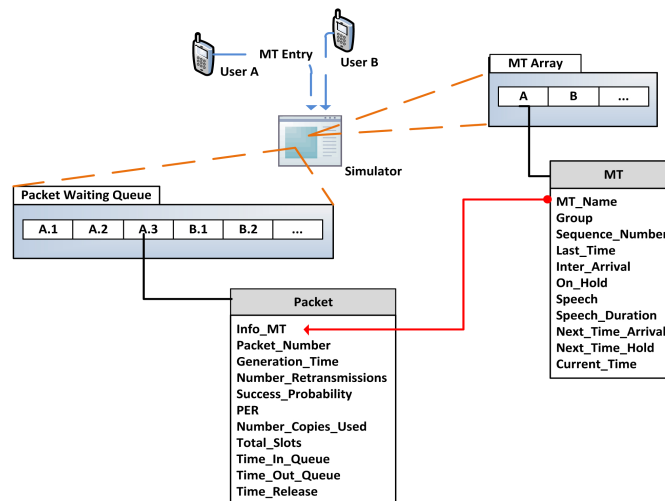 User A
MT Entry
User B
MT Array
A
B
...
Simulator
Packet Waiting Queue
A.1
A.2
A.3
B.1
B.2
...
MT
MT_Name
Group
Sequence_Number
Last_Time
Inter_Arrival
On_Hold
Speech
Speech_Duration
Next_Time_Arrival
Next_Time_Hold
Current_Time
Packet
Info_MT
Packet_Number
Generation_Time
Number_Retransmissions
Success_Probability
PER
Number_Copies_Used
Total_Slots
Time_In_Queue
Time_Out_Queue
Time_Release